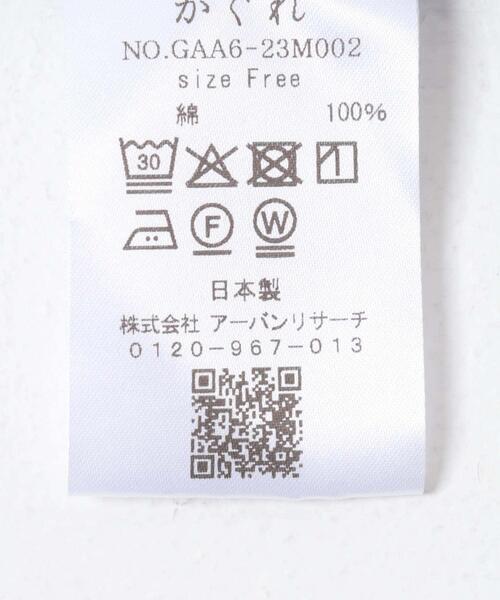 かぐれ
NO.GAA6-23M002
size Free
綿 100%
30
F W
日本製
株式会社 アーバンリサーチ
0120-967-013